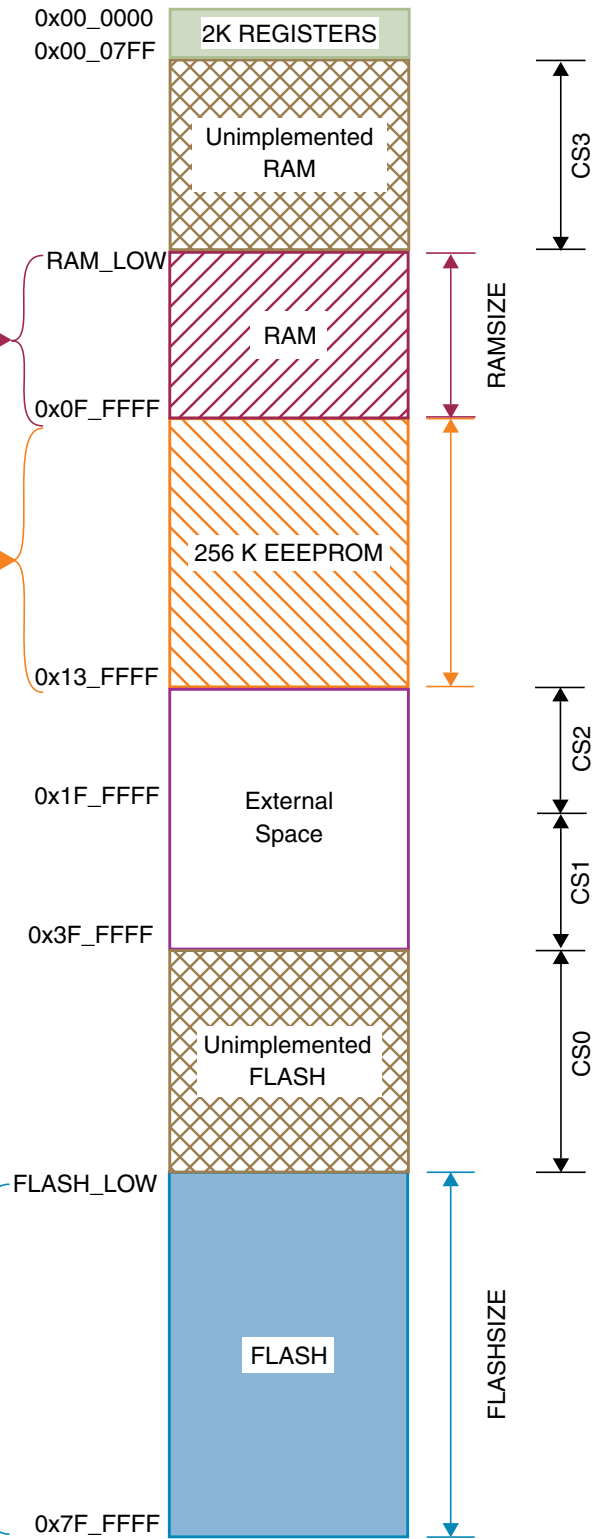 0x00_0000
2K REGISTERS
0x00_07FF
Unimplemented
RAM
CS3
RAM_LOW
RAM
RAMSIZE
0x0F_FFFF
256 K EEEPROM
0x13_FFFF
CS2
0x1F_FFFF
External
Space
CS1
0x3F_FFFF
Unimplemented
FLASH
CS0
FLASH_LOW
FLASH
FLASHSIZE
0x7F_FFFF